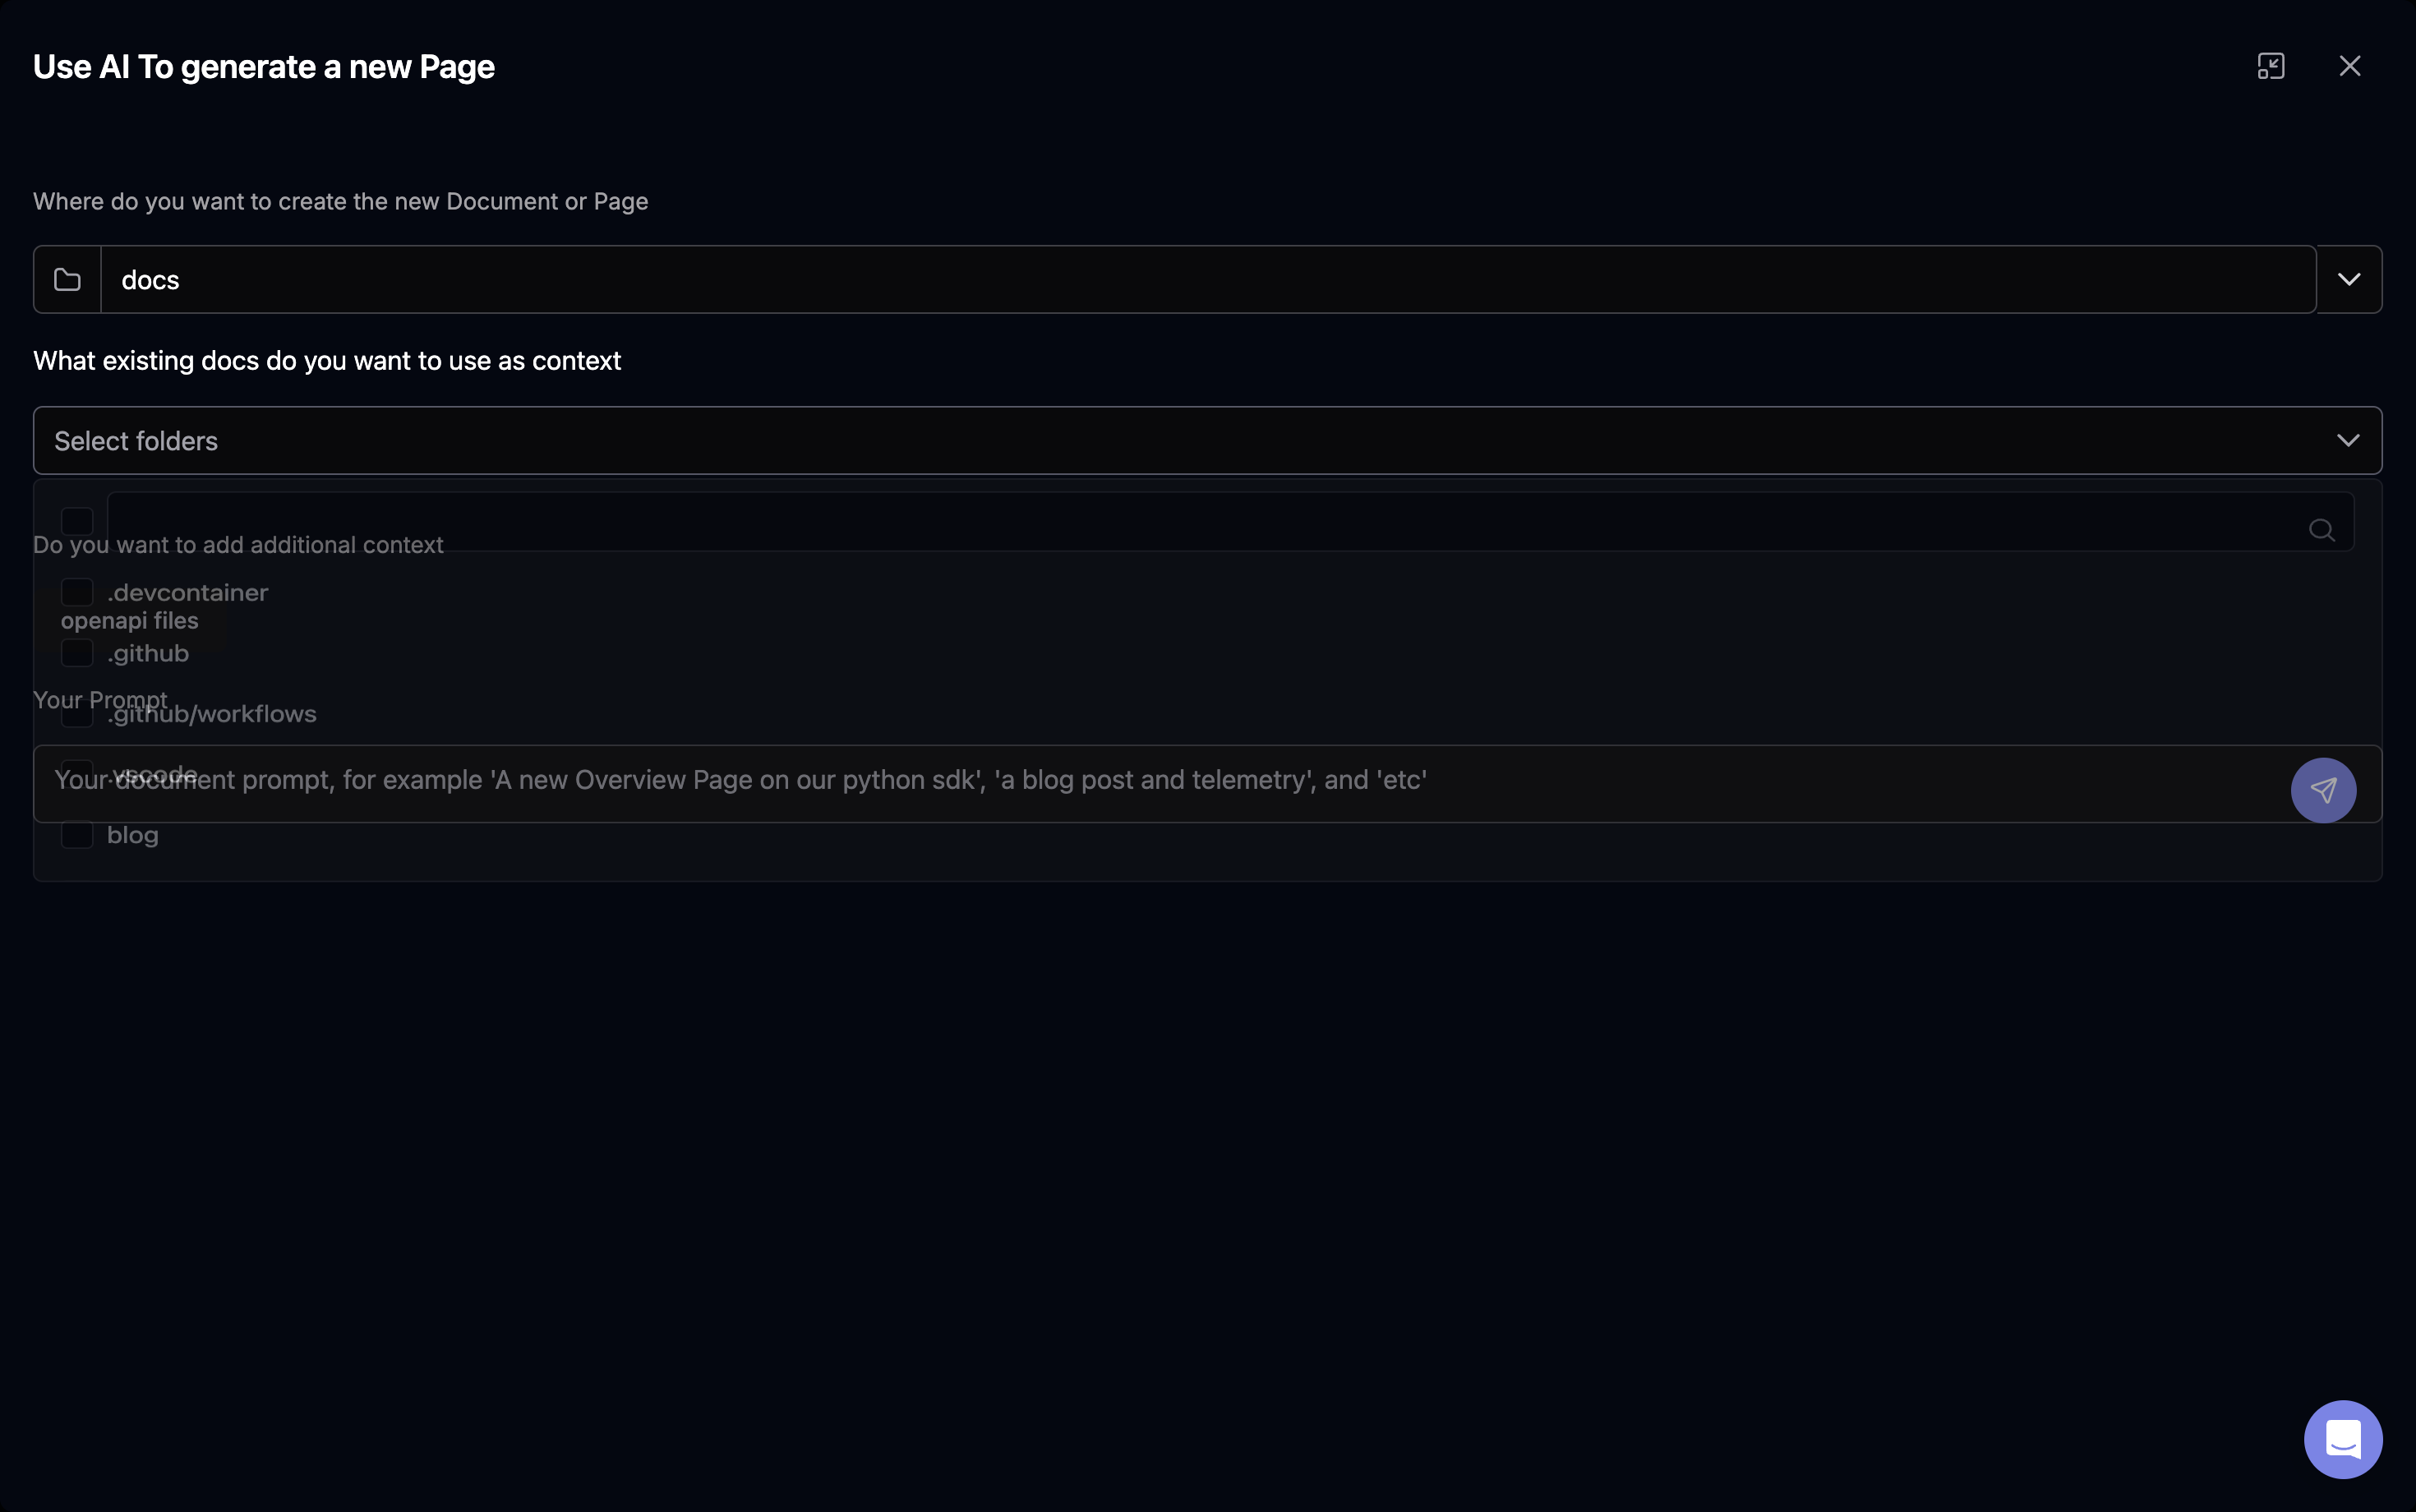 Use AI To generate a new Page
Where do you want to create the new Document or Page
docs
What existing docs do you want to use as context
Select folders
Do you want to add additional context
.devcontainer
openapi files
.github
Your Prompt
.github/workflows
.vscode
Your document prompt, for example 'A new Overview Page on our python sdk', 'a blog post and telemetry', and 'etc'
blog